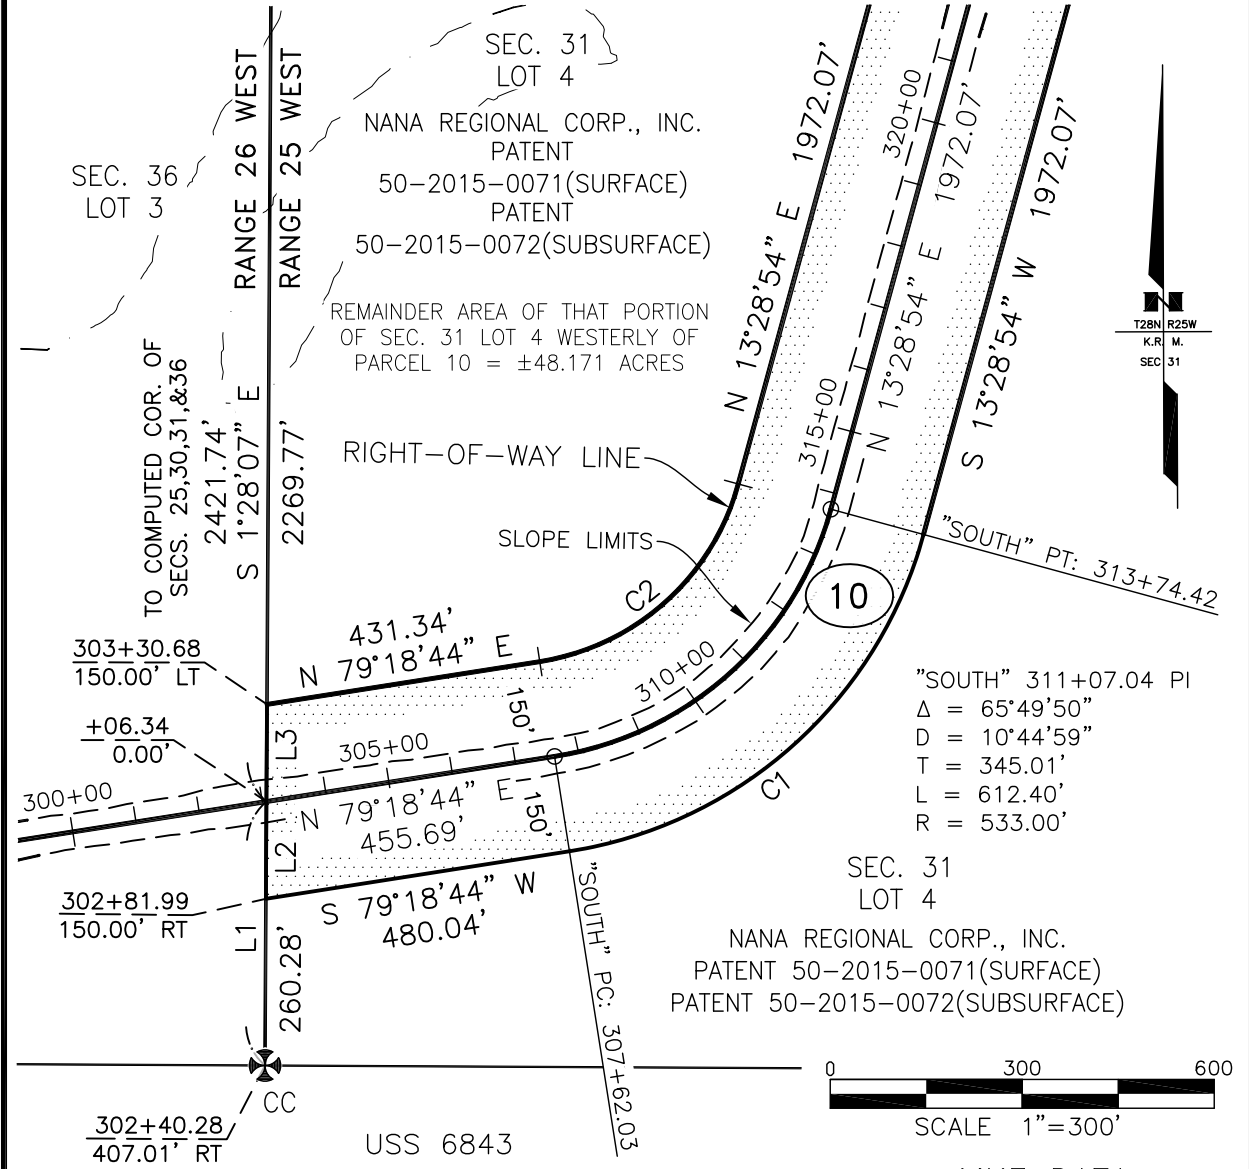 SEC. 31
LOT 4
NANA REGIONAL CORP., INC.
PATENT
50-2015-0071(SURFACE)
PATENT
50-2015-0072(SUBSURFACE)
REMAINDER AREA OF THAT PORTION
OF SEC. 31 LOT 4 WESTERLY OF
PARCEL 10 = ±48.171 ACRES
SEC. 36
LOT 3
RANGE 26 WEST
RANGE 25 WEST
TO COMPUTED COR. OF
SECS. 25,30,31,&36
2421.74'
S 1°28'07" E
2269.77'
RIGHT-OF-WAY LINE
SLOPE LIMITS
N 13°28'54" E 1972.07'
320+00
315+00
N 13°28'54" E 1972.07'
S 13°28'54" W 1972.07'
T28N R25W
K.R. M.
SEC 31
"SOUTH" PT: 313+74.42
10
C2
431.34'
N 79°18'44" E
303+30.68
150.00' LT
+06.34
0.00'
L3
305+00
150'
310+00
300+00
N 79°18'44" E
455.69'
150'
C1
L2
302+81.99
150.00' RT
S 79°18'44" W
480.04'
L1
260.28'
"SOUTH" PC: 307+62.03
"SOUTH" 311+07.04 PI
Δ = 65°49'50"
D = 10°44'59"
T = 345.01'
L = 612.40'
R = 533.00'
SEC. 31
LOT 4
NANA REGIONAL CORP., INC.
PATENT 50-2015-0071(SURFACE)
PATENT 50-2015-0072(SUBSURFACE)
CC
302+40.28
407.01' RT
USS 6843
0 300 600
SCALE 1"=300'